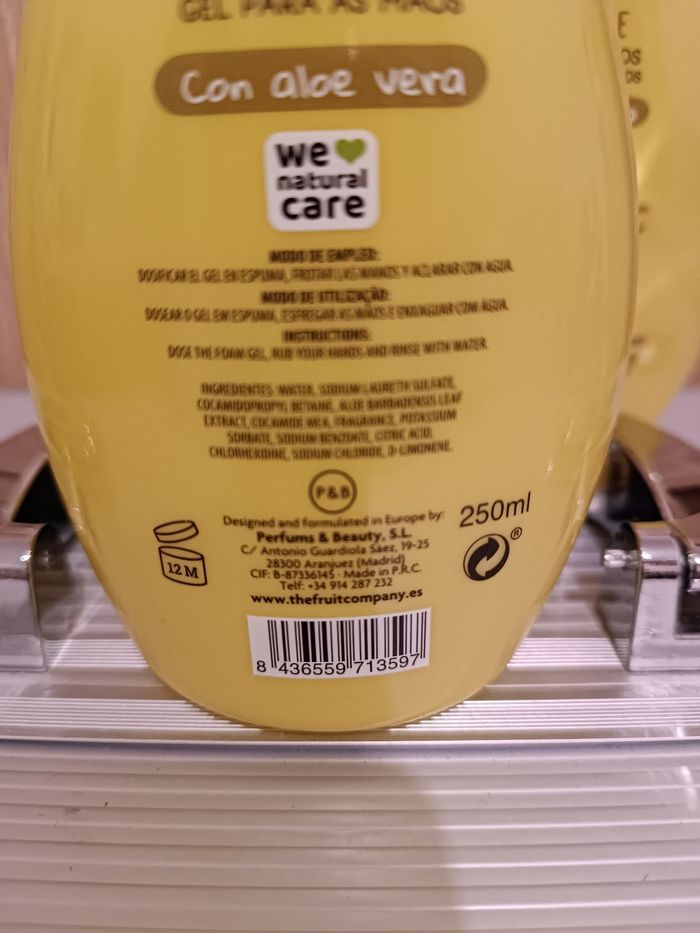 GEL PARA AS MÃOS
Con aloe vera
we
natural
care
MODO DE EMPLEO:
DOSIFICAR EL GEL EN ESPUMA, FROTAR LAS MANOS Y ACLARAR CON AGUA.
MODO DE UTILIZAÇÃO:
DOSEAR O GEL EM ESPUMA, ESFREGAR AS MÃOS E ENXAGUAR COM ÁGUA.
INSTRUCTIONS:
DOSE THE FOAM GEL, RUB YOUR HANDS AND RINSE WITH WATER.
INGREDIENTES: WATER, SODIUM LAURETH SULFATE,
COCAMIDOPROPYL BETAINE, ALOE BARBADENSIS LEAF
EXTRACT, COCAMIDE MEA, FRAGRANCE, POTASSIUM
SORBATE, SODIUM BENZOATE, CITRIC ACID,
CHLORHEXIDINE, SODIUM CHLORIDE, D-LIMONENE.
P&B
250ml
12 M
Designed and formulated in Europe by:
Perfums & Beauty, S.L.
C/ Antonio Guardiola Sáez, 19-25
28300 Aranjuez (Madrid)
CIF: B-87336145 · Made in P.R.C.
Telf: +34 914 287 232
www.thefruitcompany.es
8 436559 713597